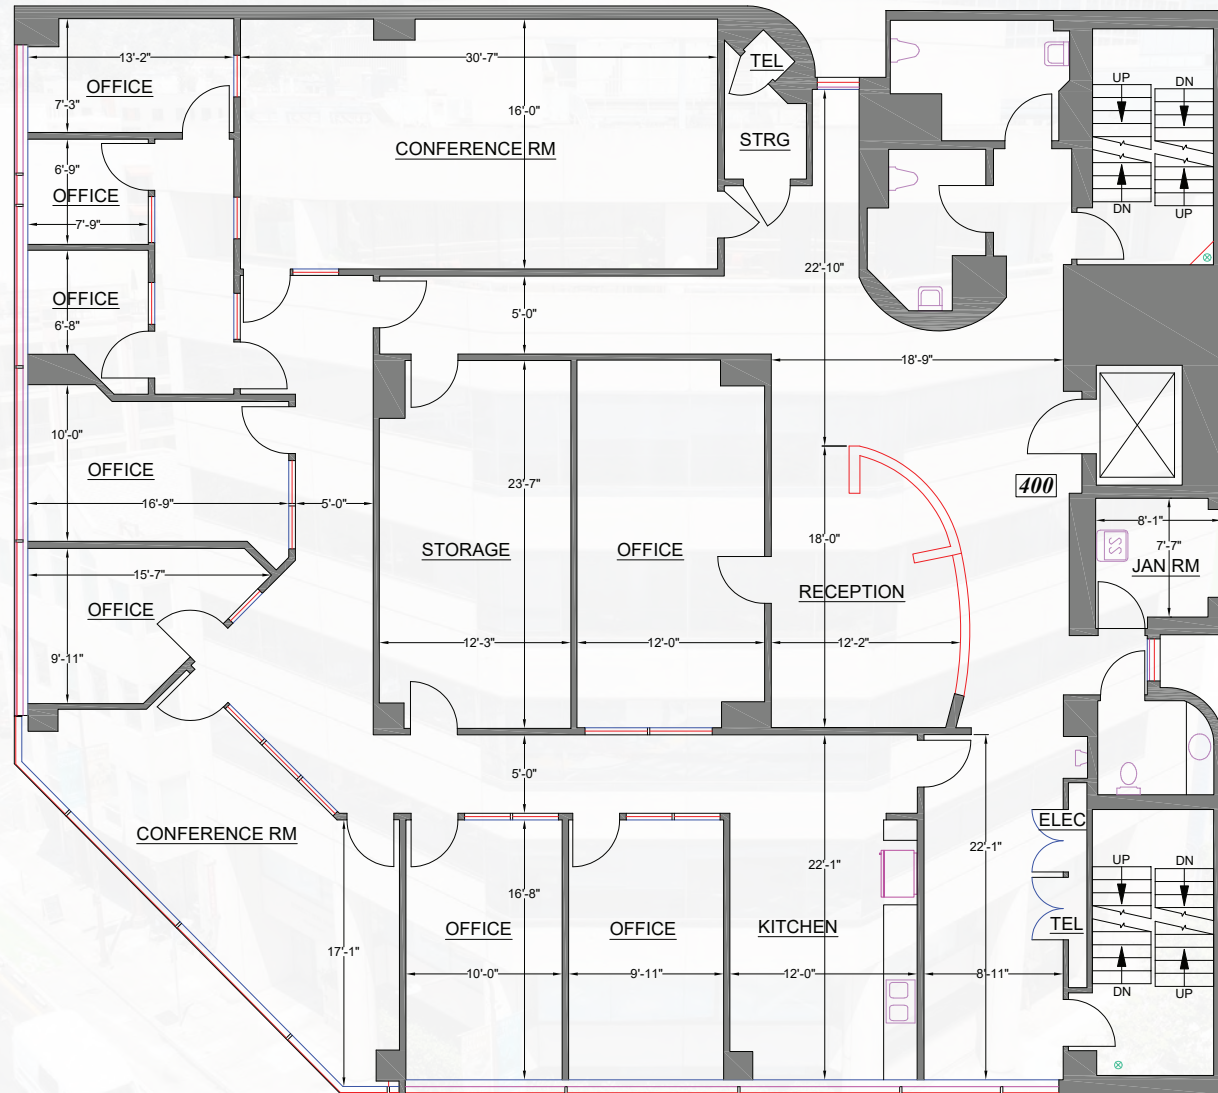 13'-2"
OFFICE
7'-3"
30'-7"
16'-0"
CONFERENCE RM
TEL
STRG
UP
DN
DN
UP
6'-9"
OFFICE
7'-9"
OFFICE
6'-8"
22'-10"
5'-0"
18'-9"
10'-0"
OFFICE
16'-9"
5'-0"
23'-7"
STORAGE
12'-3"
OFFICE
12'-0"
18'-0"
RECEPTION
12'-2"
400
8'-1"
7'-7"
JAN RM
15'-7"
OFFICE
9'-11"
5'-0"
CONFERENCE RM
17'-1"
16'-8"
OFFICE
10'-0"
OFFICE
9'-11"
22'-1"
KITCHEN
12'-0"
22'-1"
8'-11"
ELEC
TEL
UP
DN
DN
UP